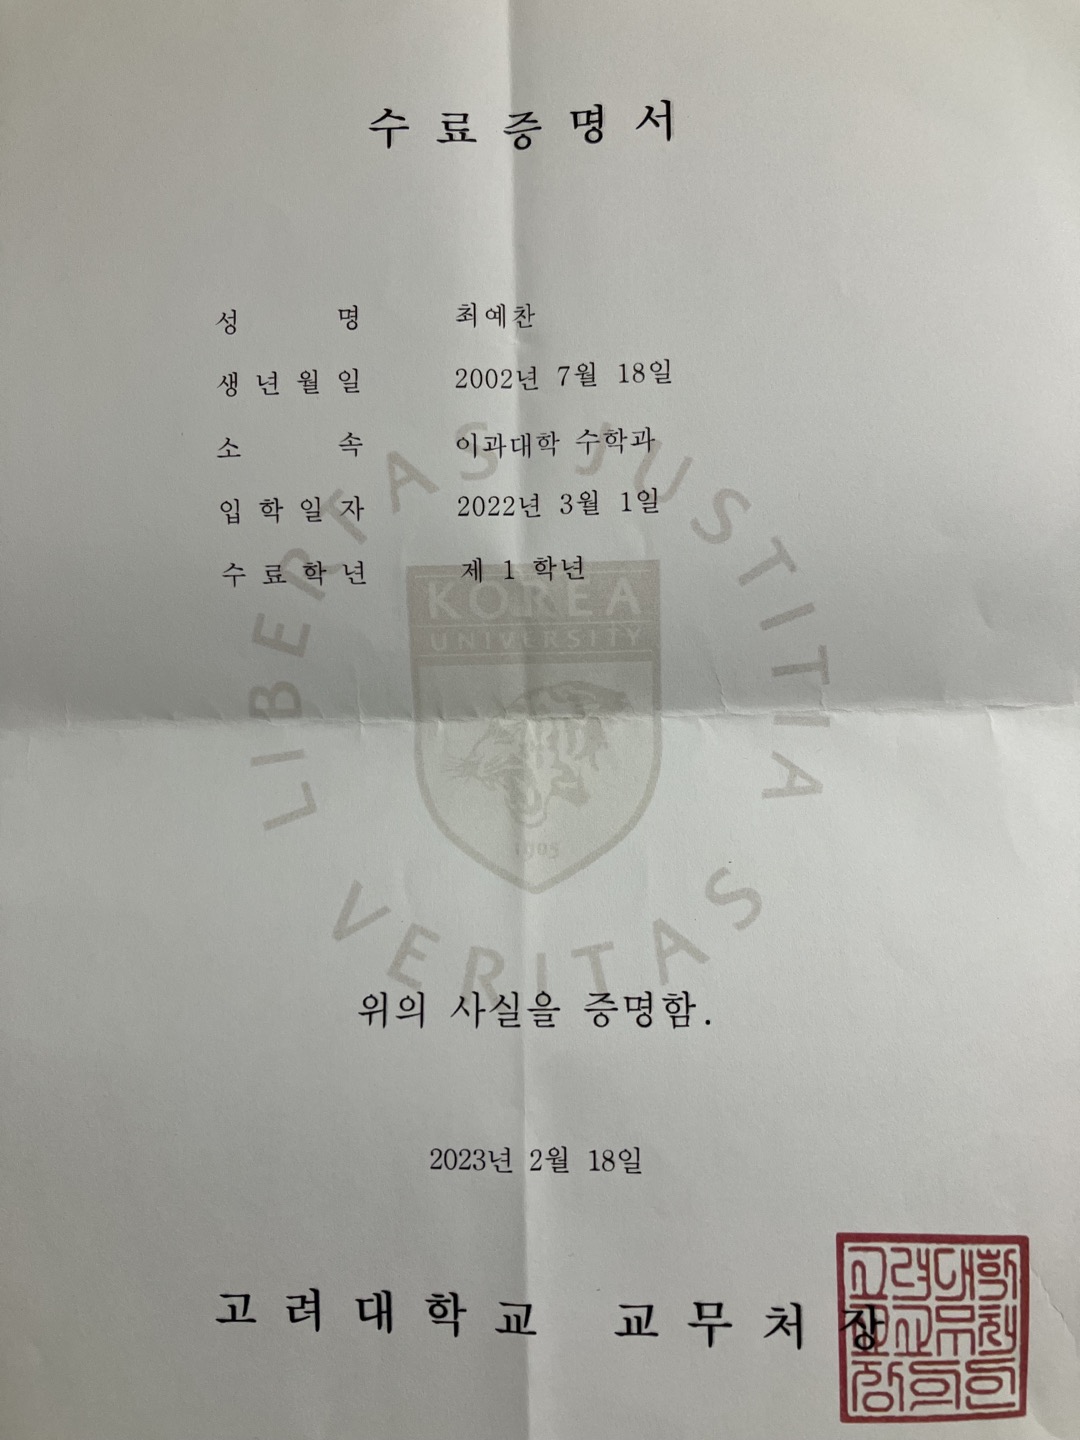 수료증명서
성 명 최예찬
생년월일 2002년 7월 18일
소 속 이과대학 수학과
입학일자 2022년 3월 1일
수료학년 제 1 학년
LIBERTAS JUSTITIA VERITAS
KOREA
UNIVERSITY
1905
위의 사실을 증명함.
2023년 2월 18일
고려대학교 교무처장
고려대학
교교무처
장의인